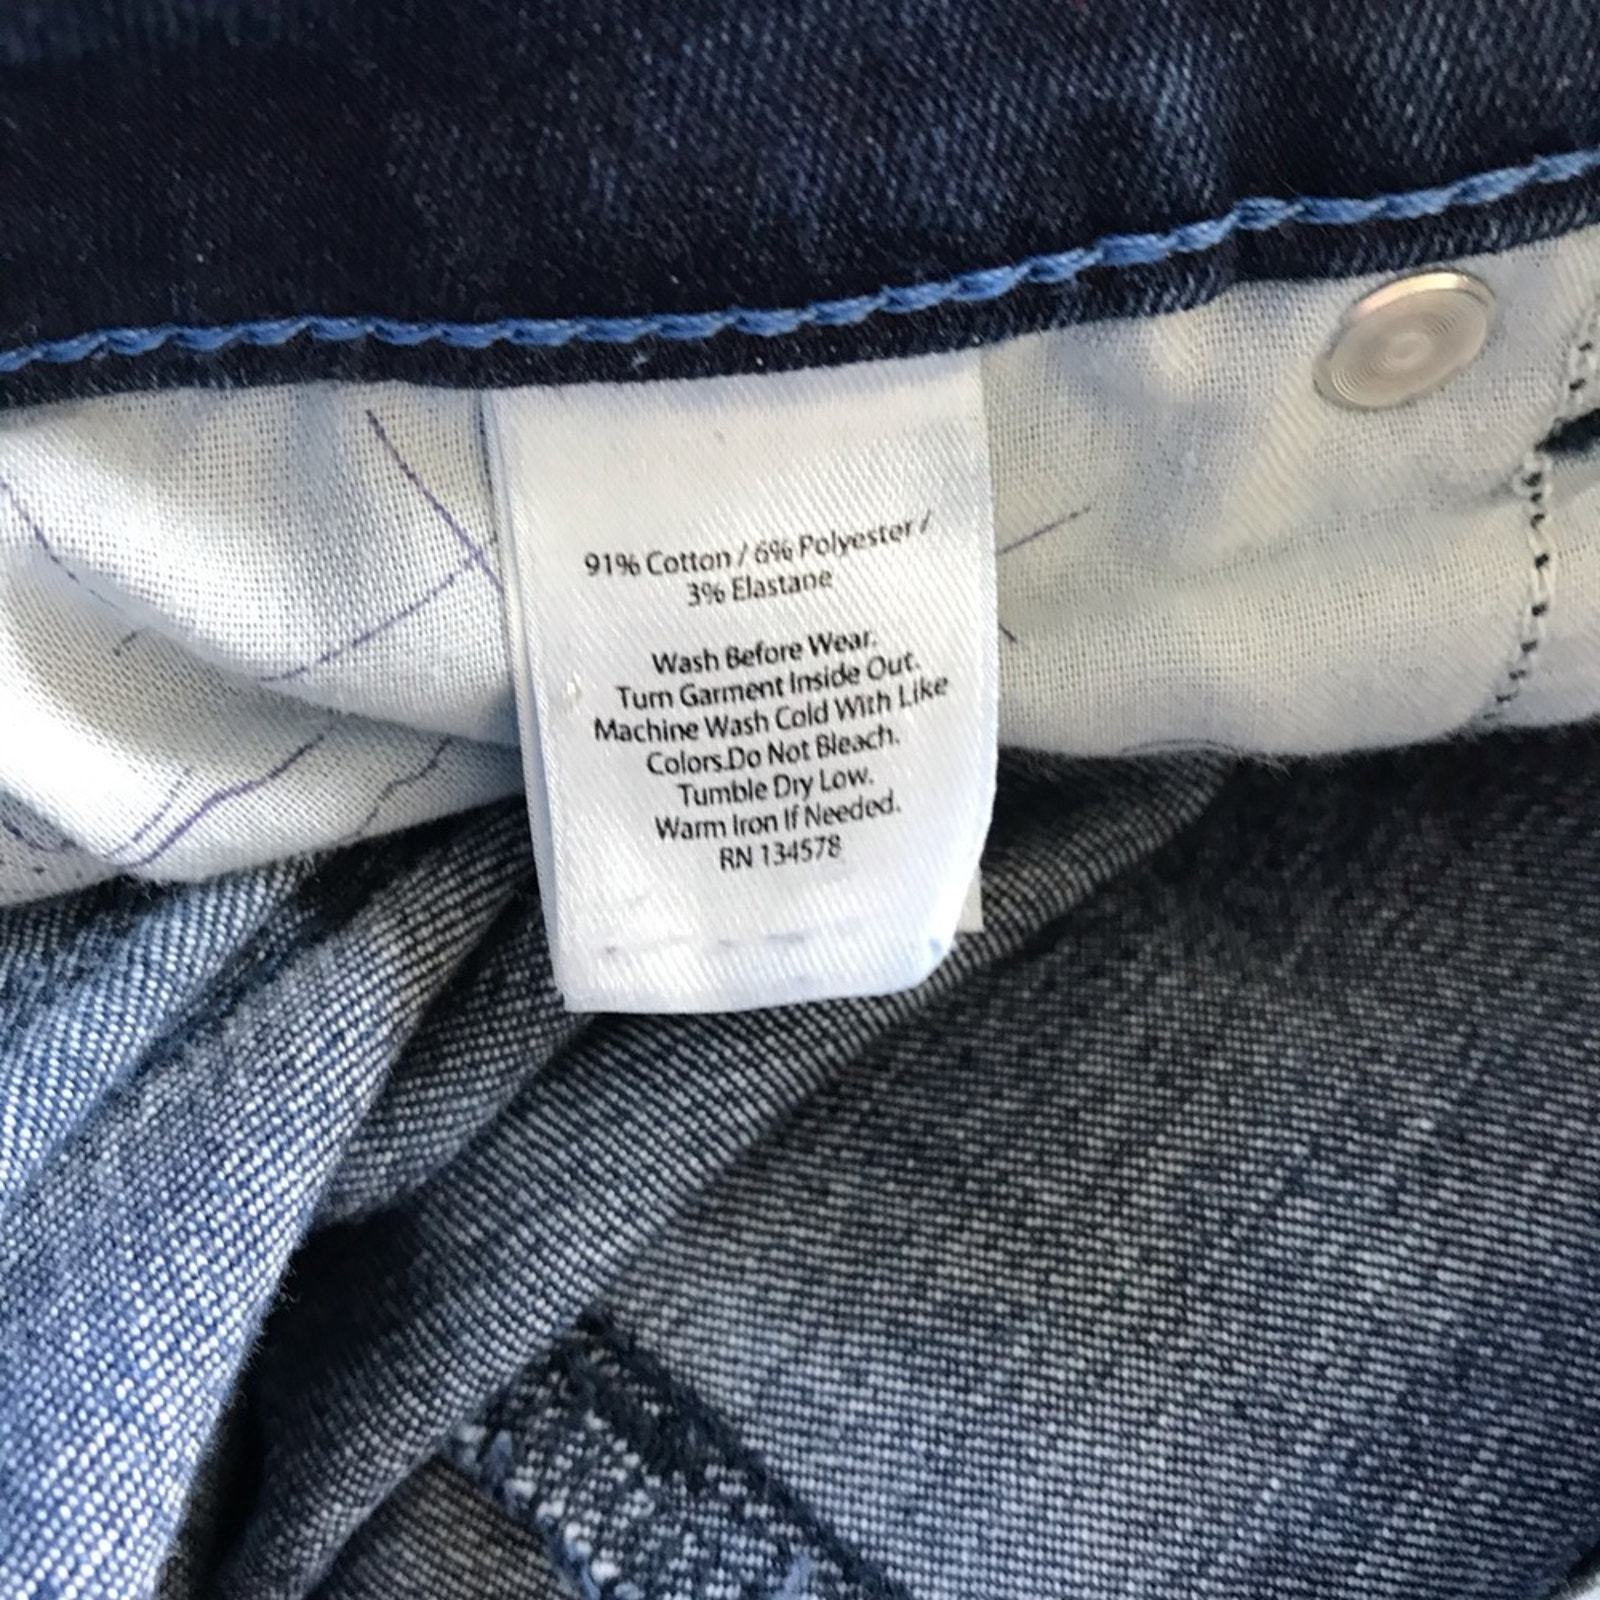 91% Cotton / 6% Polyester /
3% Elastane
Wash Before Wear.
Turn Garment Inside Out.
Machine Wash Cold With Like
Colors.Do Not Bleach.
Tumble Dry Low.
Warm Iron If Needed.
RN 134578